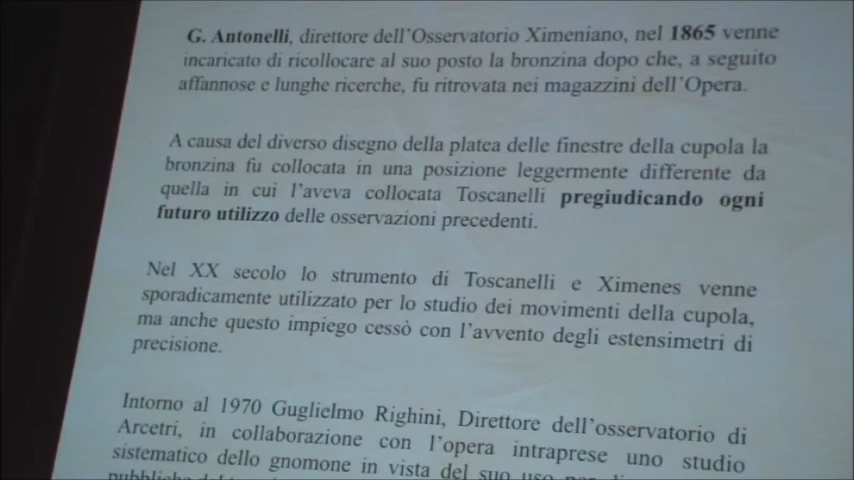 G. Antonelli, direttore dell'Osservatorio Ximeniano, nel 1865 venne
incaricato di ricollocare al suo posto la bronzina dopo che, a seguito
affannose e lunghe ricerche, fu ritrovata nei magazzini dell'Opera.
A causa del diverso disegno della platea delle finestre della cupola la
bronzina fu collocata in una posizione leggermente differente da
quella in cui l'aveva collocata Toscanelli pregiudicando ogni
futuro utilizzo delle osservazioni precedenti.
Nel XX secolo lo strumento di Toscanelli e Ximenes venne
sporadicamente utilizzato per lo studio dei movimenti della cupola,
ma anche questo impiego cessò con l'avvento degli estensimetri di
precisione.
Intorno al 1970 Guglielmo Righini, Direttore dell'osservatorio di
Arcetri, in collaborazione con l'opera intraprese uno studio
sistematico dello gnomone in vista del suo uso per
pubbliche